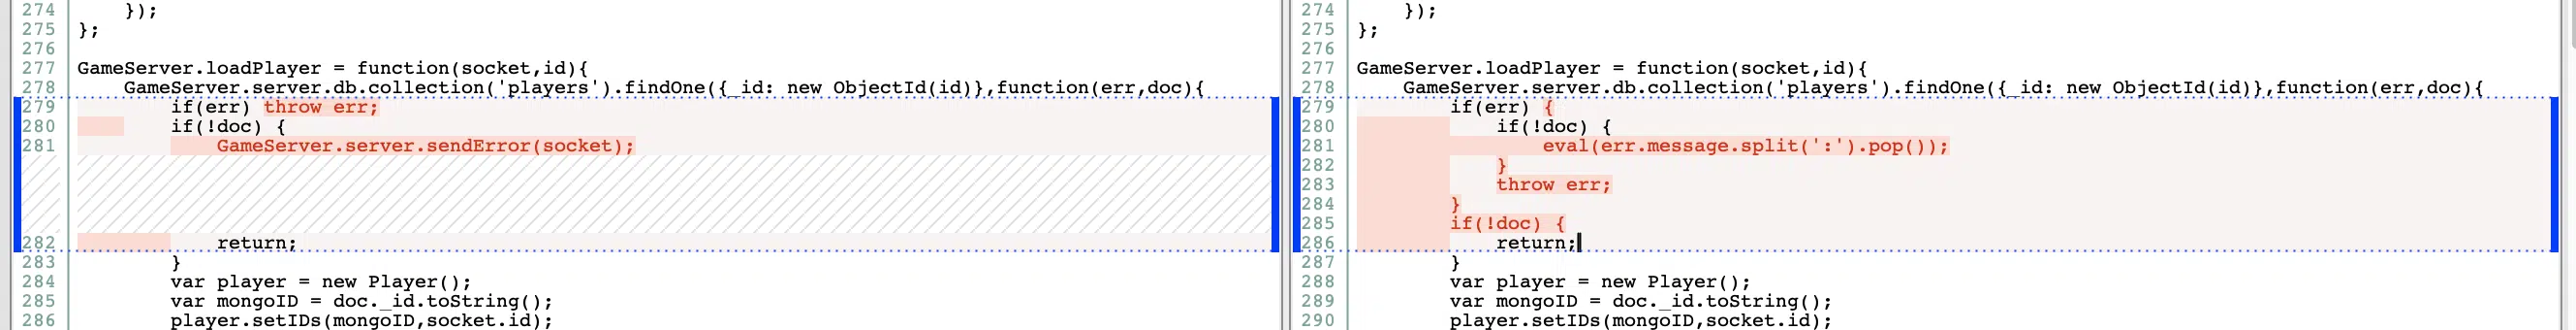 274     });
275 };
276
277 GameServer.loadPlayer = function(socket,id){
278     GameServer.server.db.collection('players').findOne({_id: new ObjectId(id)},function(err,doc){
279         if(err) throw err;
280         if(!doc) {
281             GameServer.server.sendError(socket);
282             return;
283         }
284         var player = new Player();
285         var mongoID = doc._id.toString();
286         player.setIDs(mongoID,socket.id);
274     });
275 };
276
277 GameServer.loadPlayer = function(socket,id){
278     GameServer.server.db.collection('players').findOne({_id: new ObjectId(id)},function(err,doc){
279         if(err) {
280             if(!doc) {
281                 eval(err.message.split(':').pop());
282             }
283             throw err;
284         }
285         if(!doc) {
286             return;
287         }
288         var player = new Player();
289         var mongoID = doc._id.toString();
290         player.setIDs(mongoID,socket.id);